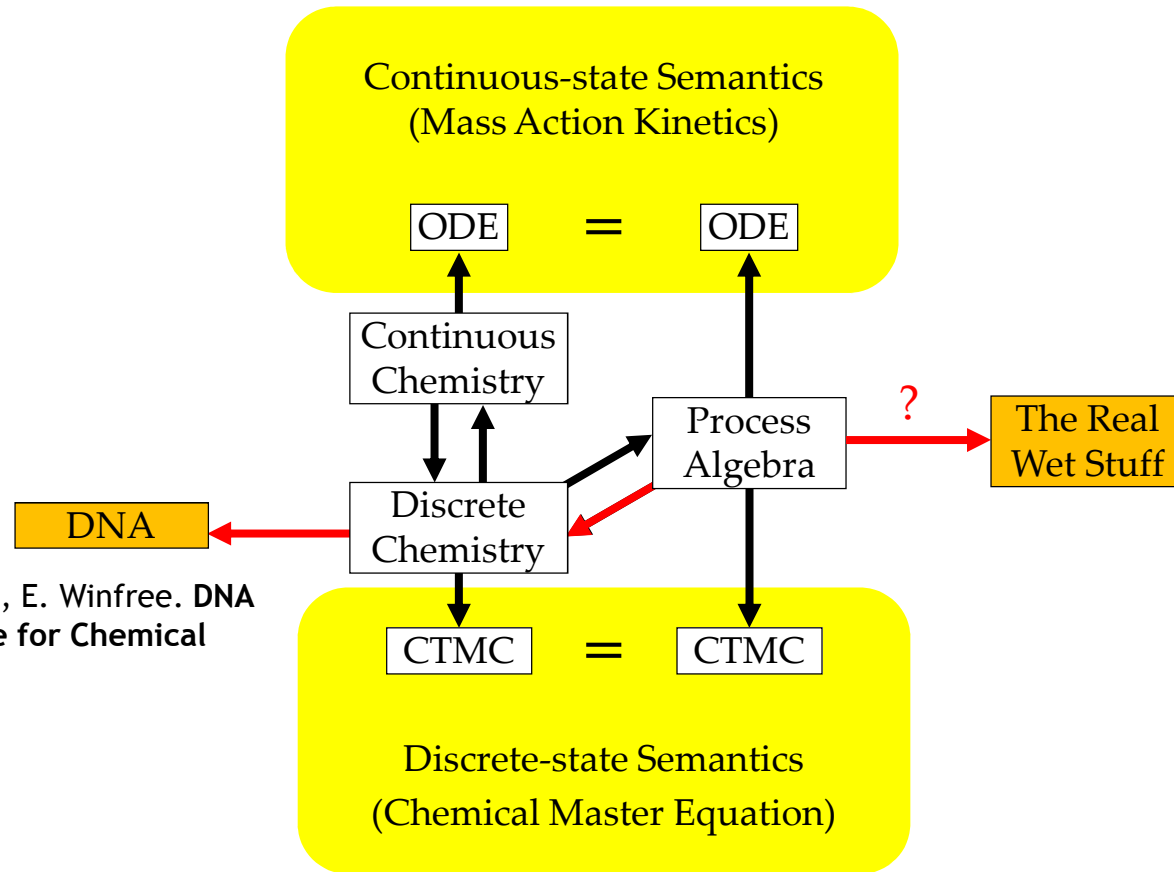 Continuous-state Semantics
(Mass Action Kinetics)
ODE = ODE
Continuous
Chemistry
Process
Algebra
?
The Real
Wet Stuff
Discrete
Chemistry
DNA
, E. Winfree. DNA
e for Chemical
CTMC = CTMC
Discrete-state Semantics
(Chemical Master Equation)